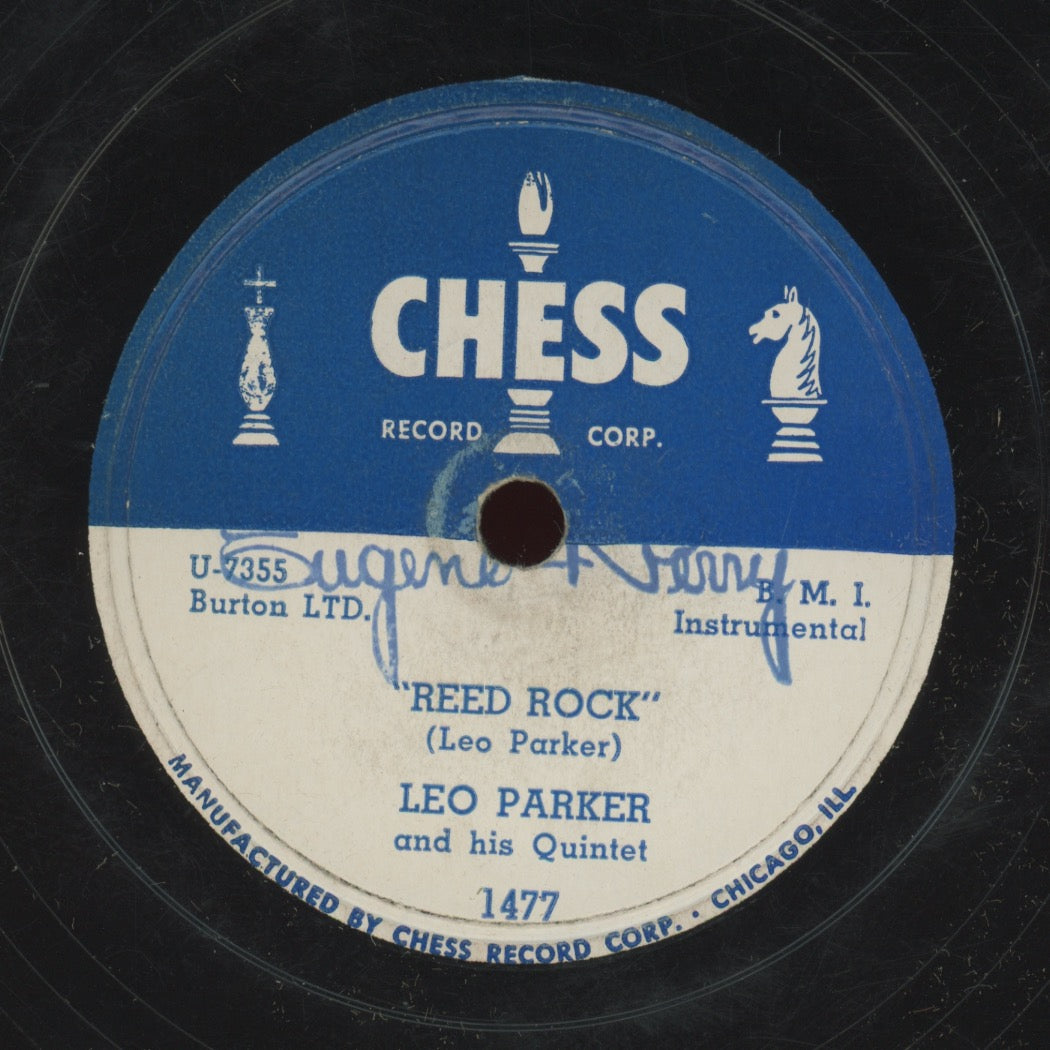 CHESS
RECORD CORP.
Eugene + Perry
U-7355
Burton LTD.
B. M. I.
Instrumental
"REED ROCK"
(Leo Parker)
LEO PARKER
and his Quintet
1477
MANUFACTURED BY CHESS RECORD CORP. · CHICAGO, ILL